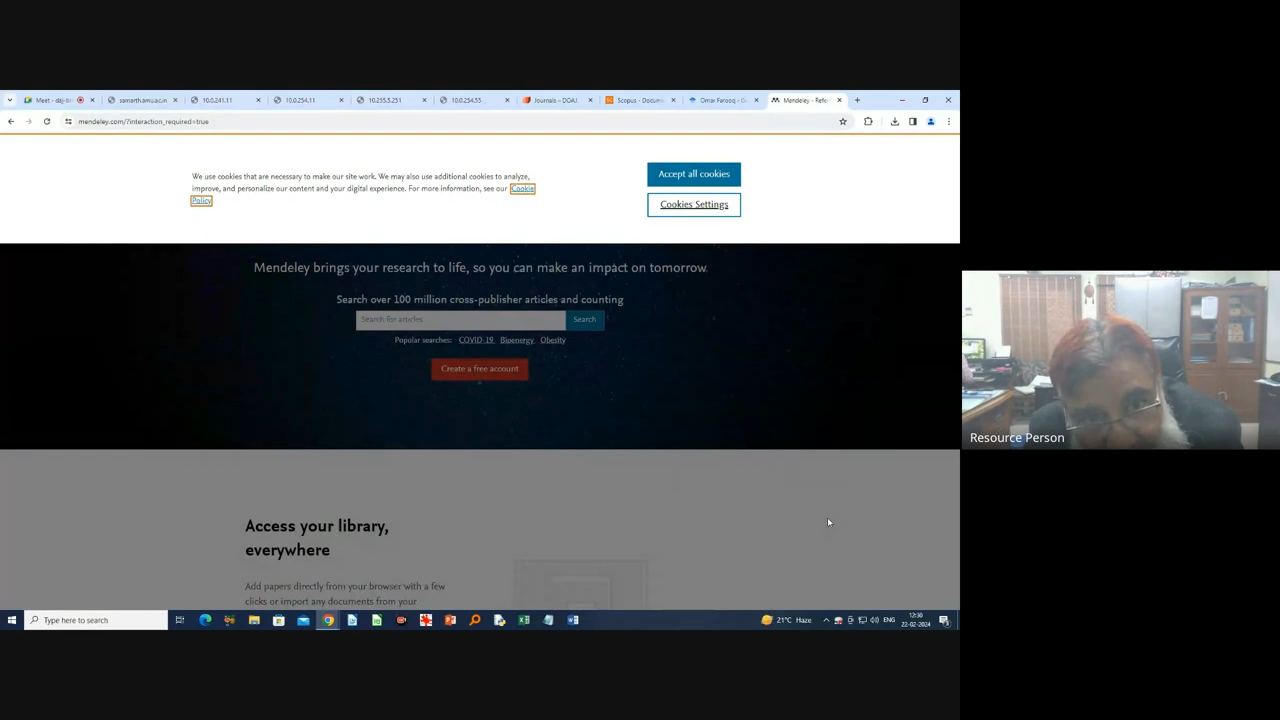 Meet - daj-
samarth.amu.ac.in
10.0.241.11
10.0.254.11
10.255.3.251
10.0.254.55
Journals – DOAJ
Scopus - Docume
Omar Farooq - G
Mendeley - Refe
mendeley.com/?interaction_required=true
We use cookies that are necessary to make our site work. We may also use additional cookies to analyze,
improve, and personalize our content and your digital experience. For more information, see our Cookie
Policy
Accept all cookies
Cookies Settings
Mendeley brings your research to life, so you can make an impact on tomorrow.
Search over 100 million cross-publisher articles and counting
Search for articles
Search
Popular searches: COVID-19 Bioenergy Obesity
Create a free account
Access your library,
everywhere
Add papers directly from your browser with a few
clicks or import any documents from your
Resource Person
Type here to search
21°C Haze
ENG
12:30
22-02-2024